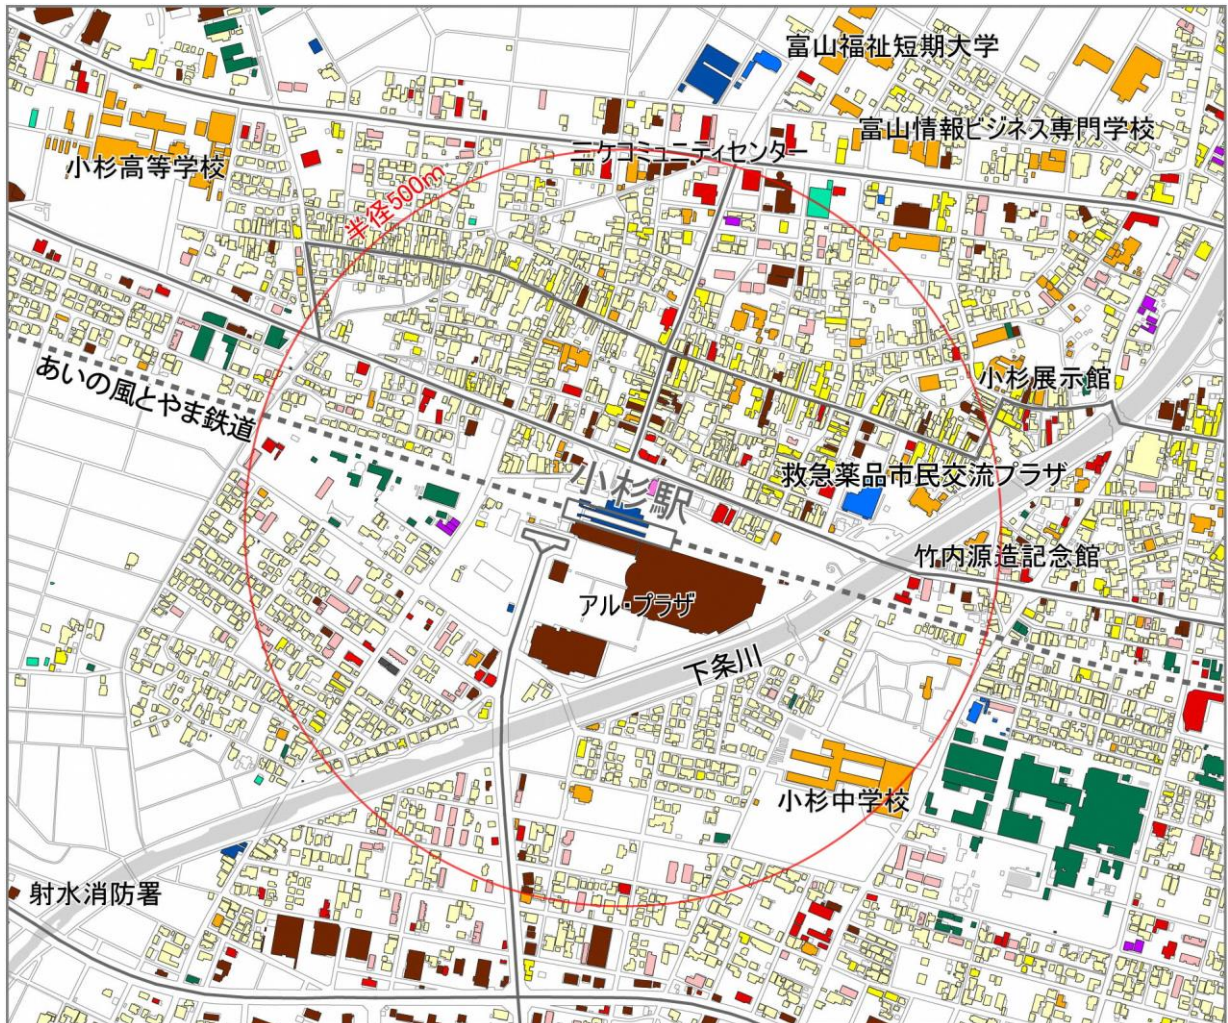 富山福祉短期大学
富山情報ビジネス専門学校
三ケコミュニティセンター
小杉高等学校
半径500m
あいの風とやま鉄道
小杉展示館
小杉駅
救急薬品市民交流プラザ
竹内源造記念館
アル・プラザ
下条川
小杉中学校
射水消防署